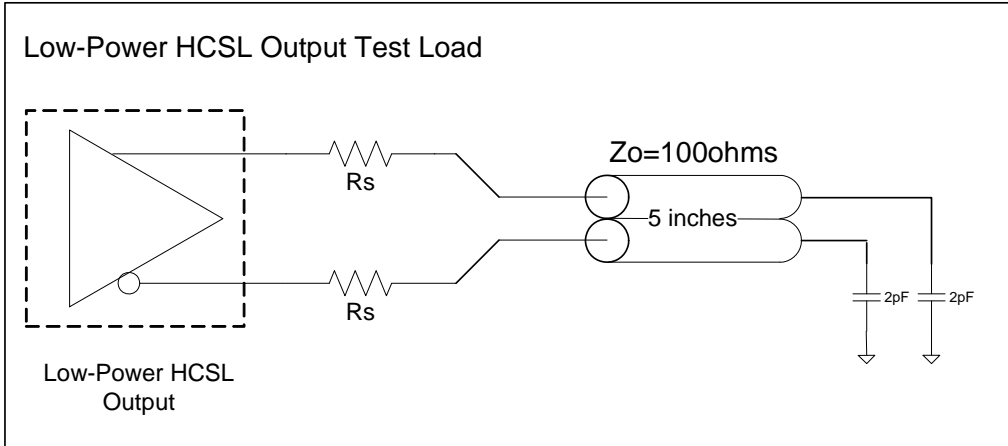 Low-Power HCSL Output Test Load
Rs
Zo=100ohms
5 inches
Rs
2pF
2pF
Low-Power HCSL
Output